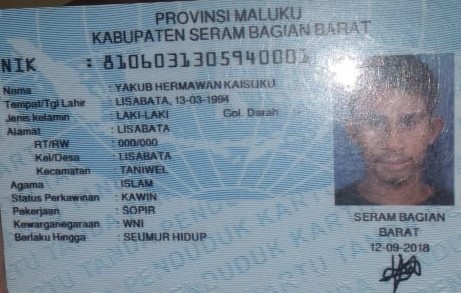 PROVINSI MALUKU
KABUPATEN SERAM BAGIAN BARAT
NIK : 8106031305940001
Nama : YAKUB HERMAWAN KAISUKU
Tempat/Tgl Lahir : LISABATA, 13-03-1994
Jenis kelamin : LAKI-LAKI Gol. Darah :
Alamat : LISABATA
RT/RW : 000/000
Kel/Desa : LISABATA
Kecamatan : TANIWEL
Agama : ISLAM
Status Perkawinan : KAWIN
Pekerjaan : SOPIR
Kewarganegaraan : WNI
Berlaku Hingga : SEUMUR HIDUP
SERAM BAGIAN
BARAT
12-09-2018